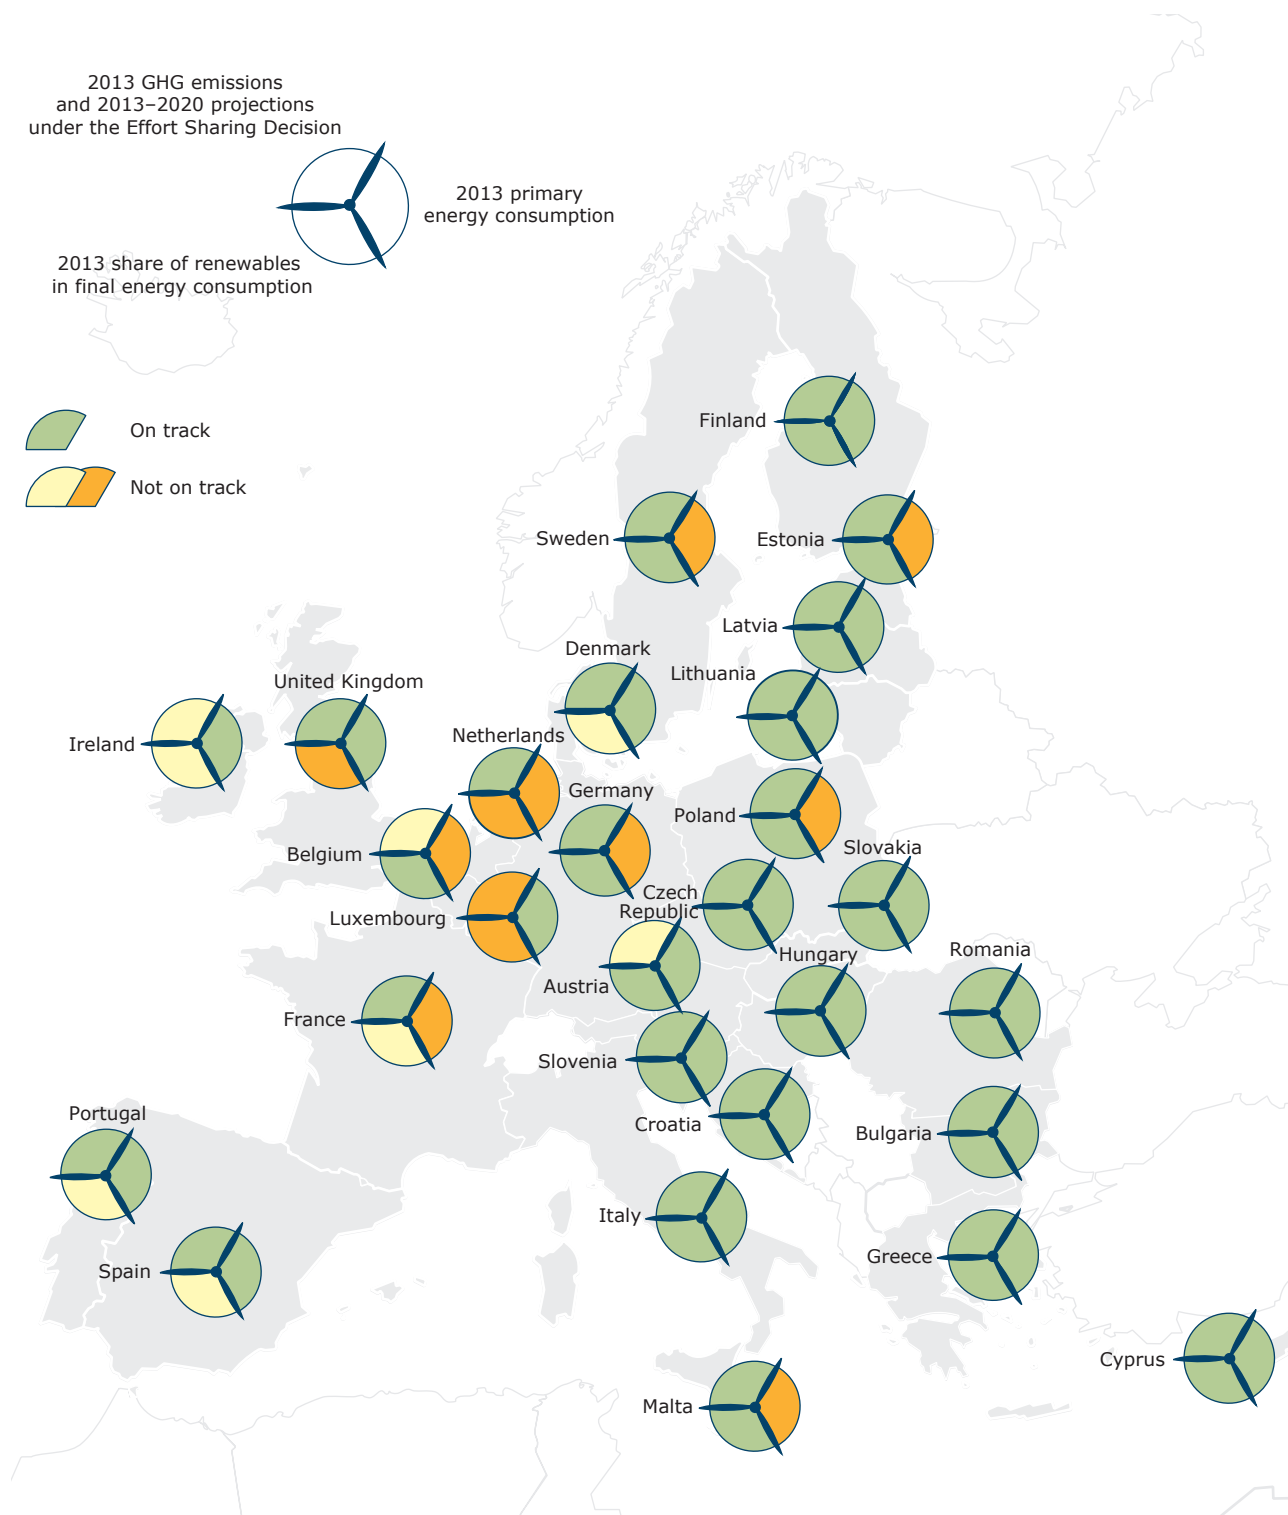 2013 GHG emissions
and 2013–2020 projections
under the Effort Sharing Decision
2013 primary
energy consumption
2013 share of renewables
in final energy consumption
On track
Not on track
Finland
Sweden
Estonia
Latvia
Denmark
Lithuania
United Kingdom
Ireland
Netherlands
Germany
Poland
Slovakia
Belgium
Czech
Republic
Luxembourg
Hungary
Romania
Austria
France
Slovenia
Portugal
Croatia
Bulgaria
Italy
Greece
Spain
Cyprus
Malta